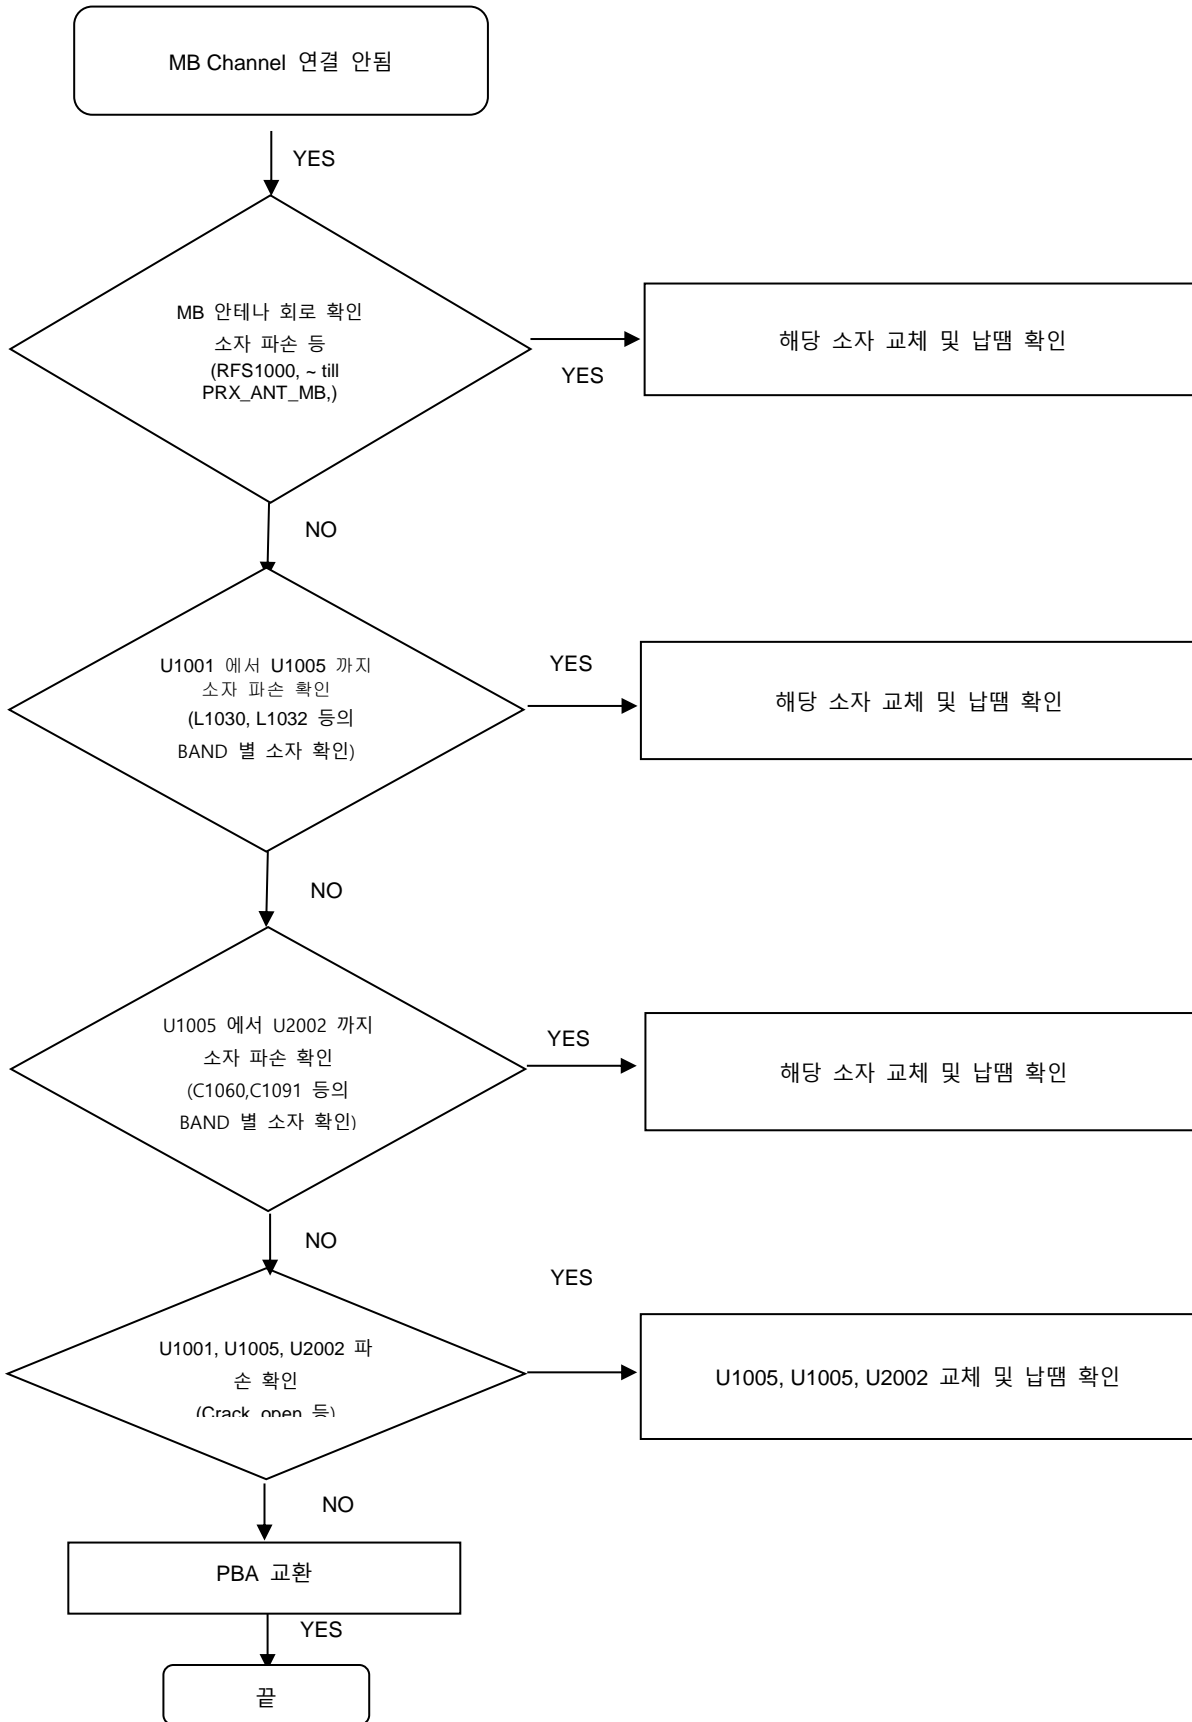 MB Channel 연결 안됨
YES
MB 안테나 회로 확인
소자 파손 등
(RFS1000, ~ till
PRX_ANT_MB,)
YES
해당 소자 교체 및 납땜 확인
NO
U1001 에서 U1005 까지
소자 파손 확인
(L1030, L1032 등의
BAND 별 소자 확인)
YES
해당 소자 교체 및 납땜 확인
NO
U1005 에서 U2002 까지
소자 파손 확인
(C1060,C1091 등의
BAND 별 소자 확인)
YES
해당 소자 교체 및 납땜 확인
NO
U1001, U1005, U2002 파
손 확인
(Crack open 등)
YES
U1005, U1005, U2002 교체 및 납땜 확인
NO
PBA 교환
YES
끝